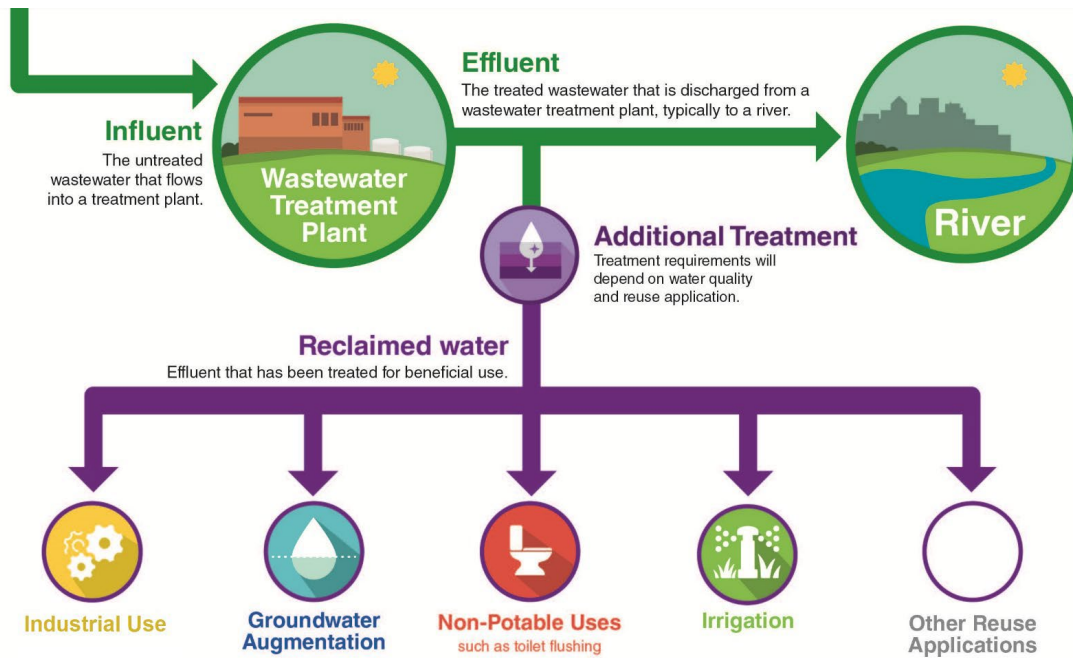 Influent
The untreated
wastewater that flows
into a treatment plant.
Wastewater
Treatment
Plant
Effluent
The treated wastewater that is discharged from a
wastewater treatment plant, typically to a river.
River
Additional Treatment
Treatment requirements will
depend on water quality
and reuse application.
Reclaimed water
Effluent that has been treated for beneficial use.
Industrial Use
Groundwater
Augmentation
Non-Potable Uses
such as toilet flushing
Irrigation
Other Reuse
Applications